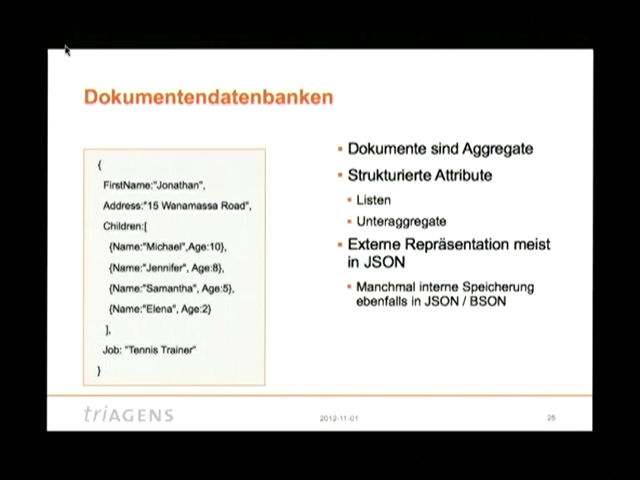 Dokumentendatenbanken
{
FirstName:"Jonathan",
Address:"15 Wanamassa Road",
Children:[
{Name:"Michael",Age:10},
{Name:"Jennifer", Age:8},
{Name:"Samantha", Age:5},
{Name:"Elena", Age:2}
],
Job: "Tennis Trainer"
}
▪ Dokumente sind Aggregate
▪ Strukturierte Attribute
▪ Listen
▪ Unteraggregate
▪ Externe Repräsentation meist
in JSON
▪ Manchmal interne Speicherung
ebenfalls in JSON / BSON
triAGENS
2012-11-01
25